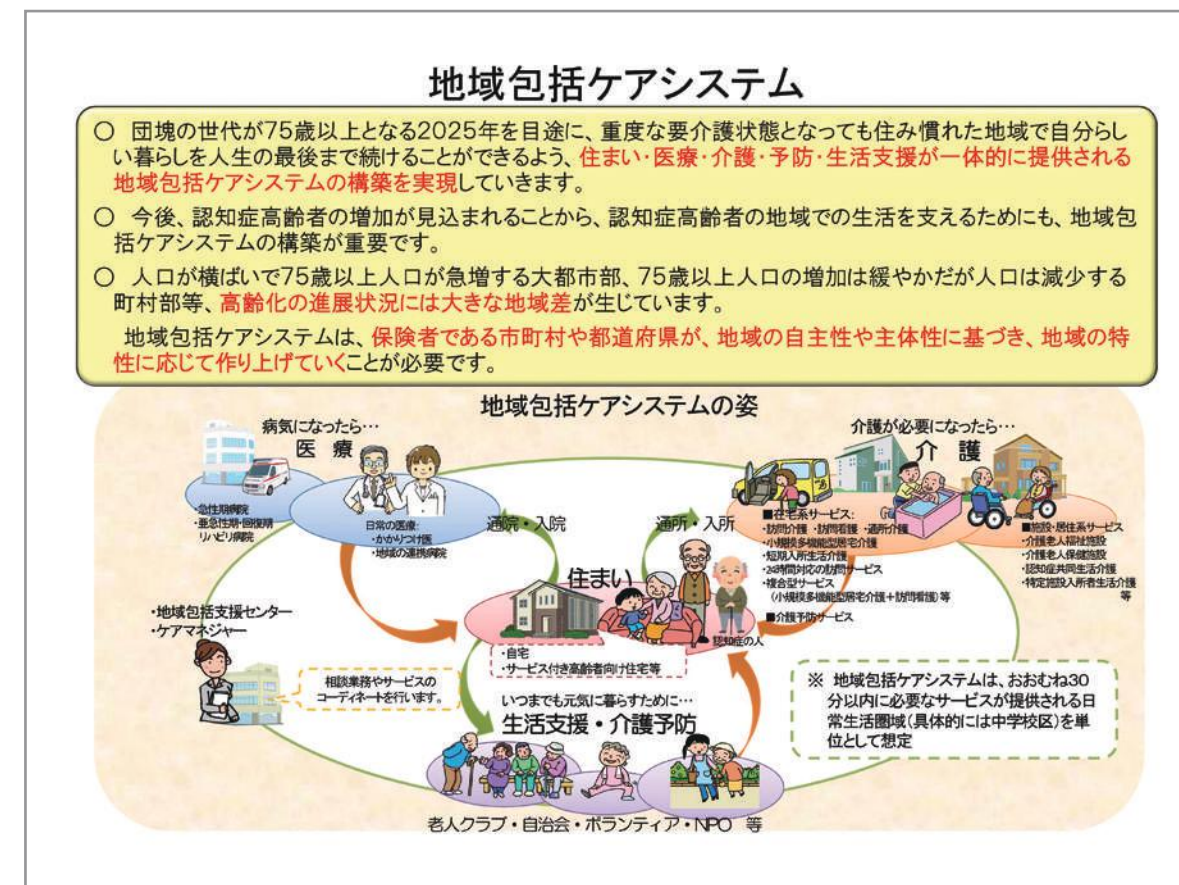 地域包括ケアシステム
○ 団塊の世代が75歳以上となる2025年を目途に、重度な要介護状態となっても住み慣れた地域で自分らし
い暮らしを人生の最後まで続けることができるよう、住まい・医療・介護・予防・生活支援が一体的に提供される
地域包括ケアシステムの構築を実現していきます。
○ 今後、認知症高齢者の増加が見込まれることから、認知症高齢者の地域での生活を支えるためにも、地域包
括ケアシステムの構築が重要です。
○ 人口が横ばいで75歳以上人口が急増する大都市部、75歳以上人口の増加は緩やかだが人口は減少する
町村部等、高齢化の進展状況には大きな地域差が生じています。
地域包括ケアシステムは、保険者である市町村や都道府県が、地域の自主性や主体性に基づき、地域の特
性に応じて作り上げていくことが必要です。
地域包括ケアシステムの姿
病気になったら…
医 療
・急性期病院
・亜急性期・回復期
リハビリ病院
日常の医療:
・かかりつけ医
・地域の連携病院
通院・入院
通所・入所
介護が必要になったら…
介 護
■在宅系サービス:
・訪問介護 ・訪問看護 ・通所介護
・小規模多機能型居宅介護
・短期入所生活介護
・24時間対応の訪問サービス
・複合型サービス
(小規模多機能型居宅介護+訪問看護)等
■介護予防サービス
■施設・居住系サービス
・介護老人福祉施設
・介護老人保健施設
・認知症共同生活介護
・特定施設入所者生活介護
等
住まい
認知症の人
・自宅
・サービス付き高齢者向け住宅等
・地域包括支援センター
・ケアマネジャー
相談業務やサービスの
コーディネートを行います。
いつまでも元気に暮らすために…
生活支援・介護予防
老人クラブ・自治会・ボランティア・NPO 等
※ 地域包括ケアシステムは、おおむね30
分以内に必要なサービスが提供される日
常生活圏域(具体的には中学校区)を単
位として想定